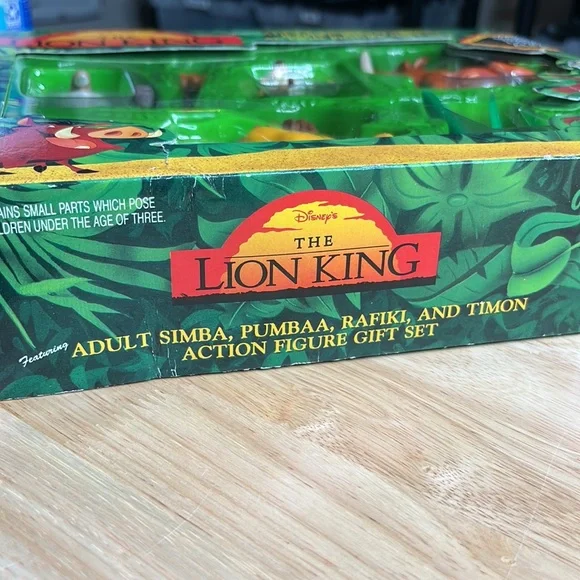 AINS SMALL PARTS WHICH POSE
LDREN UNDER THE AGE OF THREE.
Disney's
THE
LION KING
Featuring ADULT SIMBA, PUMBAA, RAFIKI, AND TIMON
ACTION FIGURE GIFT SET